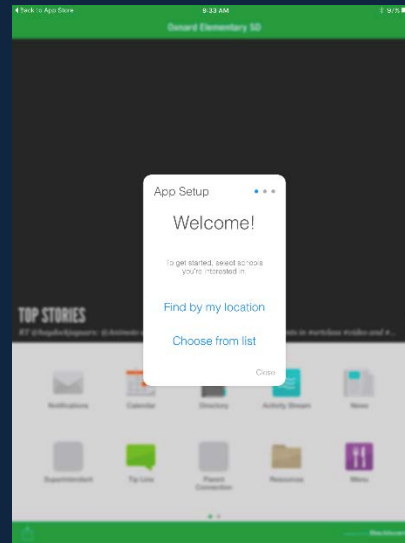 Back to App Store
9:33 AM
Oxnard Elementary SD
App Setup
Welcome!
To get started, select schools
you're interested in.
Find by my location
Choose from list
Close
TOP STORIES
Notifications
Calendar
Directory
Activity Stream
News
Superintendent
Tip Line
Parent
Connection
Resources
Menu